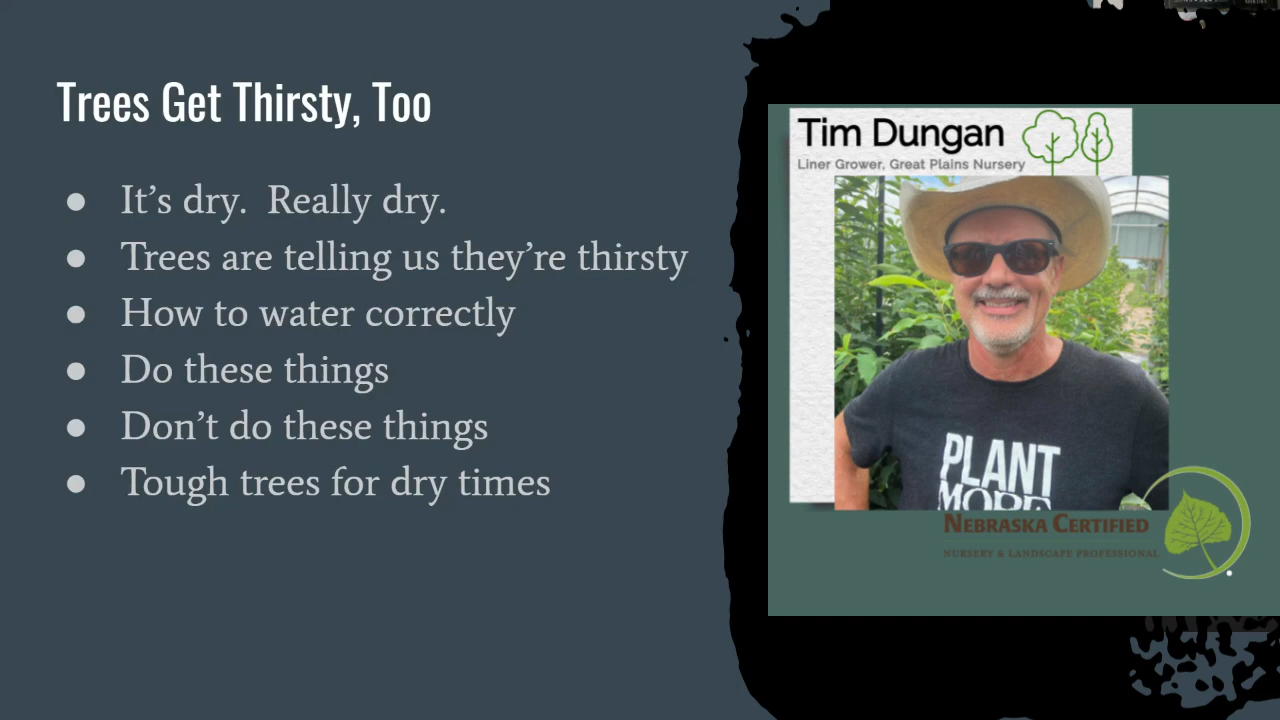 Trees Get Thirsty, Too
● It’s dry.  Really dry.
● Trees are telling us they’re thirsty
● How to water correctly
● Do these things
● Don’t do these things
● Tough trees for dry times
Tim Dungan
Liner Grower, Great Plains Nursery
PLANT
MORE
NEBRASKA CERTIFIED
NURSERY & LANDSCAPE PROFESSIONAL